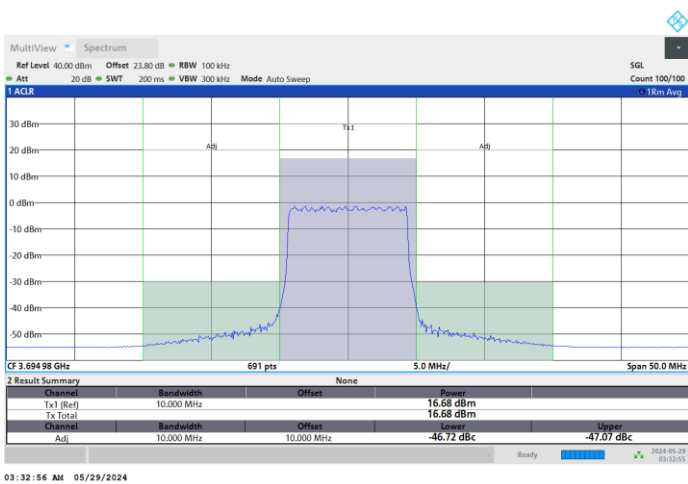 MultiView Spectrum
Ref Level 40.00 dBm Offset 23.80 dB RBW 100 kHz SGL
Att 20 dB SWT 200 ms VBW 300 kHz Mode Auto Sweep Count 100/100
1 ACLR 1Rm Avg
30 dBm
Tx1
20 dBm Adj Adj
10 dBm
0 dBm
-10 dBm
-20 dBm
-30 dBm
-40 dBm
-50 dBm
CF 3.694 98 GHz 691 pts 5.0 MHz/ Span 50.0 MHz
2 Result Summary None
Channel Bandwidth Offset Power
Tx1 (Ref) 10.000 MHz 16.68 dBm
Tx Total 16.68 dBm
Channel Bandwidth Offset Lower Upper
Adj 10.000 MHz 10.000 MHz -46.72 dBc -47.07 dBc
Ready 2024-05-29
03:32:55
03:32:56 AM 05/29/2024